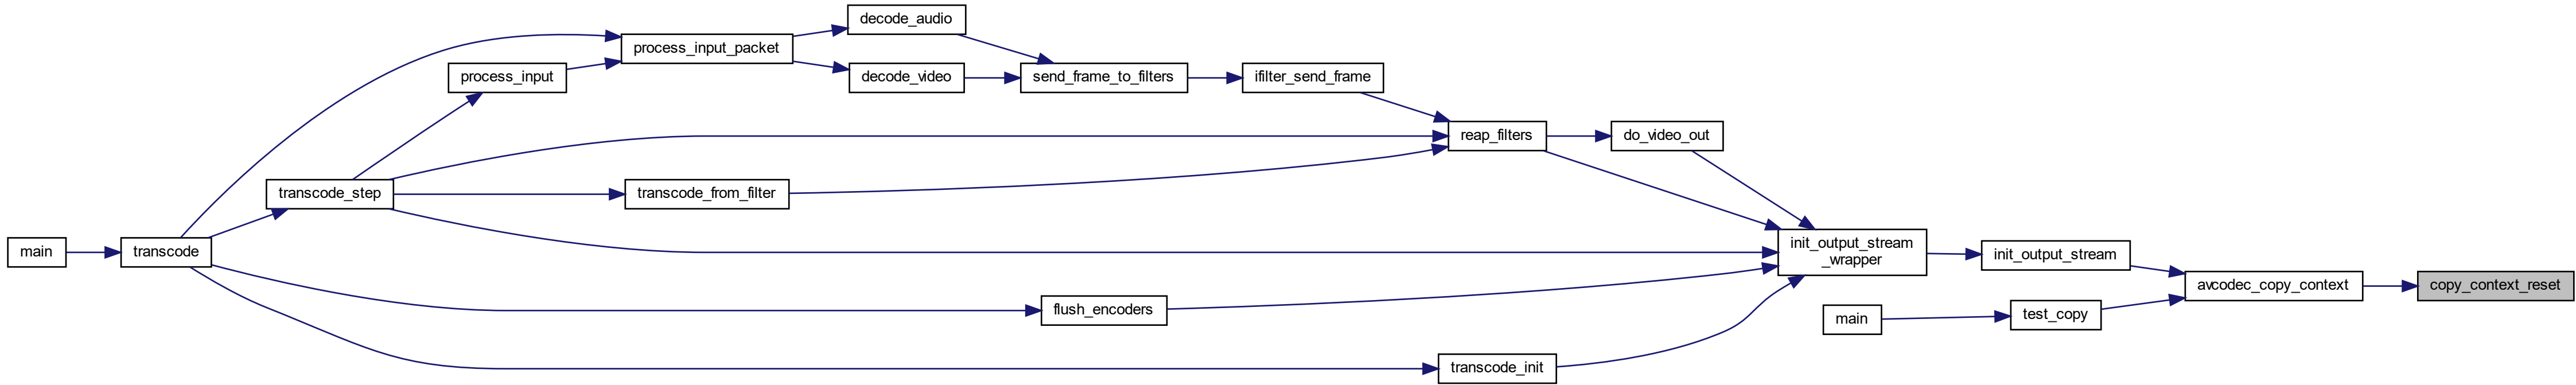 decode_audio
process_input_packet
process_input
decode_video
send_frame_to_filters
ifilter_send_frame
reap_filters
do_video_out
transcode_step
transcode_from_filter
main
transcode
init_output_stream
_wrapper
init_output_stream
avcodec_copy_context
copy_context_reset
flush_encoders
main
test_copy
transcode_init